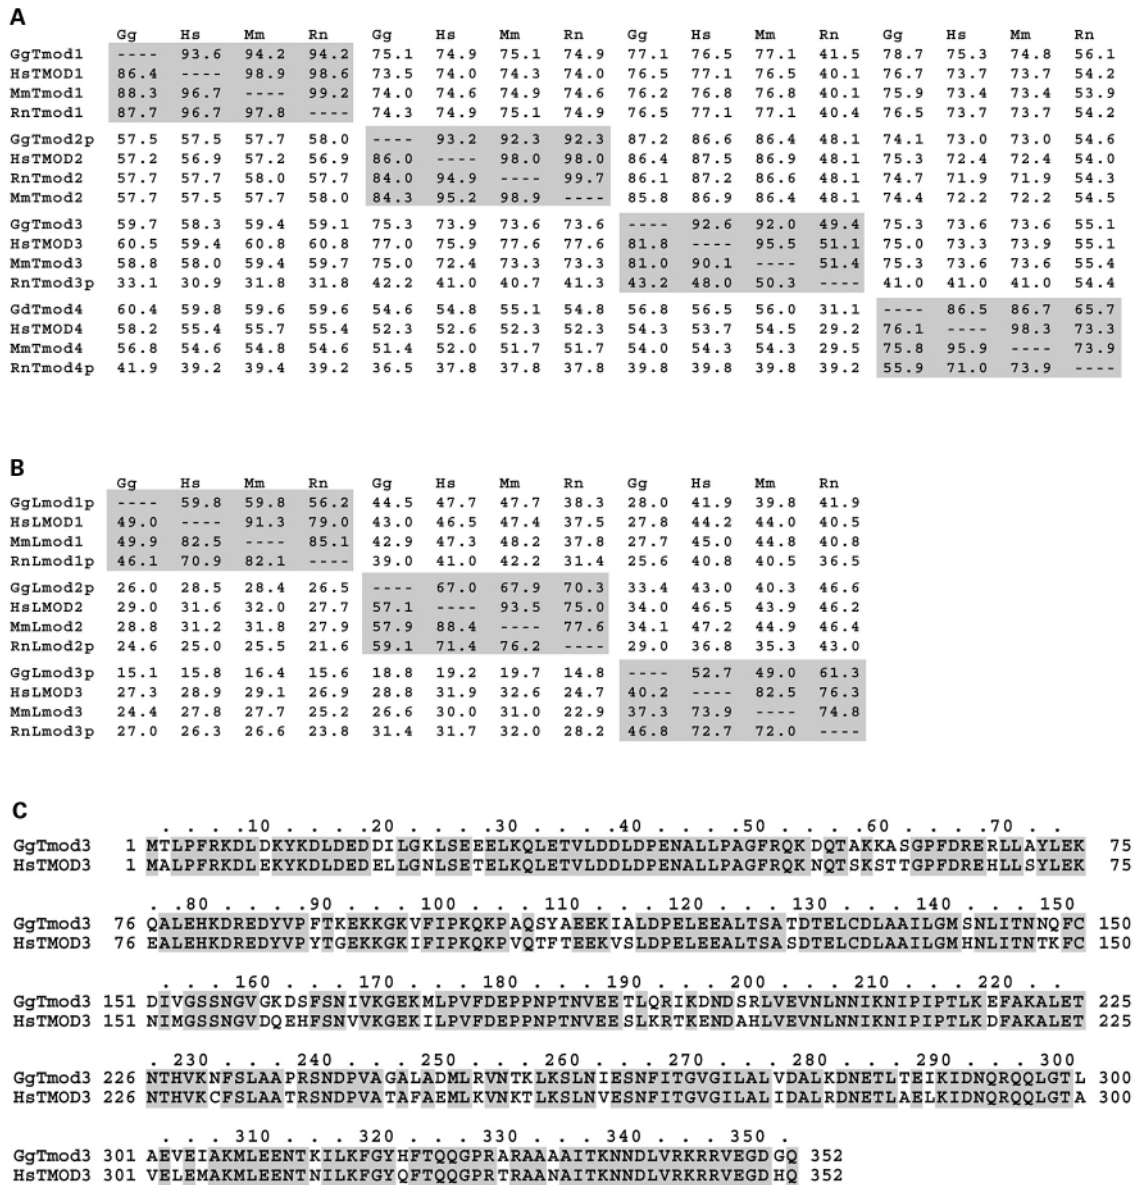 A
Gg Hs Mm Rn Gg Hs Mm Rn Gg Hs Mm Rn Gg Hs Mm Rn
GgTmod1 ---- 93.6 94.2 94.2 75.1 74.9 75.1 74.9 77.1 76.5 77.1 41.5 78.7 75.3 74.8 56.1
HsTMOD1 86.4 ---- 98.9 98.6 73.5 74.0 74.3 74.0 76.5 77.1 76.5 40.1 76.7 73.7 73.7 54.2
MmTmod1 88.3 96.7 ---- 99.2 74.0 74.6 74.9 74.6 76.2 76.8 76.8 40.1 75.9 73.4 73.4 53.9
RnTmod1 87.7 96.7 97.8 ---- 74.3 74.9 75.1 74.9 76.5 77.1 77.1 40.4 76.5 73.7 73.7 54.2
GgTmod2p 57.5 57.5 57.7 58.0 ---- 93.2 92.3 92.3 87.2 86.6 86.4 48.1 74.1 73.0 73.0 54.6
HsTMOD2 57.2 56.9 57.2 56.9 86.0 ---- 98.0 98.0 86.4 87.5 86.9 48.1 75.3 72.4 72.4 54.0
RnTmod2 57.7 57.7 58.0 57.7 84.0 94.9 ---- 99.7 86.1 87.2 86.6 48.1 74.7 71.9 71.9 54.3
MmTmod2 57.7 57.5 57.7 58.0 84.3 95.2 98.9 ---- 85.8 86.9 86.4 48.1 74.4 72.2 72.2 54.5
GgTmod3 59.7 58.3 59.4 59.1 75.3 73.9 73.6 73.6 ---- 92.6 92.0 49.4 75.3 73.6 73.6 55.1
HsTMOD3 60.5 59.4 60.8 60.8 77.0 75.9 77.6 77.6 81.8 ---- 95.5 51.1 75.0 73.3 73.9 55.1
MmTmod3 58.8 58.0 59.4 59.7 75.0 72.4 73.3 73.3 81.0 90.1 ---- 51.4 75.3 73.6 73.6 55.4
RnTmod3p 33.1 30.9 31.8 31.8 42.2 41.0 40.7 41.3 43.2 48.0 50.3 ---- 41.0 41.0 41.0 54.4
GdTmod4 60.4 59.8 59.6 59.6 54.6 54.8 55.1 54.8 56.8 56.5 56.0 31.1 ---- 86.5 86.7 65.7
HsTMOD4 58.2 55.4 55.7 55.4 52.3 52.6 52.3 52.3 54.3 53.7 54.5 29.2 76.1 ---- 98.3 73.3
MmTmod4 56.8 54.6 54.8 54.6 51.4 52.0 51.7 51.7 54.0 54.3 54.3 29.5 75.8 95.9 ---- 73.9
RnTmod4p 41.9 39.2 39.4 39.2 36.5 37.8 37.8 37.8 39.8 39.8 39.8 39.2 55.9 71.0 73.9 ----
B
Gg Hs Mm Rn Gg Hs Mm Rn Gg Hs Mm Rn
GgLmod1p ---- 59.8 59.8 56.2 44.5 47.7 47.7 38.3 28.0 41.9 39.8 41.9
HsLMOD1 49.0 ---- 91.3 79.0 43.0 46.5 47.4 37.5 27.8 44.2 44.0 40.5
MmLmod1 49.9 82.5 ---- 85.1 42.9 47.3 48.2 37.8 27.7 45.0 44.8 40.8
RnLmod1p 46.1 70.9 82.1 ---- 39.0 41.0 42.2 31.4 25.6 40.8 40.5 36.5
GgLmod2p 26.0 28.5 28.4 26.5 ---- 67.0 67.9 70.3 33.4 43.0 40.3 46.6
HsLMOD2 29.0 31.6 32.0 27.7 57.1 ---- 93.5 75.0 34.0 46.5 43.9 46.2
MmLmod2 28.8 31.2 31.8 27.9 57.9 88.4 ---- 77.6 34.1 47.2 44.9 46.4
RnLmod2p 24.6 25.0 25.5 21.6 59.1 71.4 76.2 ---- 29.0 36.8 35.3 43.0
GgLmod3p 15.1 15.8 16.4 15.6 18.8 19.2 19.7 14.8 ---- 52.7 49.0 61.3
HsLMOD3 27.3 28.9 29.1 26.9 28.8 31.9 32.6 24.7 40.2 ---- 82.5 76.3
MmLmod3 24.4 27.8 27.7 25.2 26.6 30.0 31.0 22.9 37.3 73.9 ---- 74.8
RnLmod3p 27.0 26.3 26.6 23.8 31.4 31.7 32.0 28.2 46.8 72.7 72.0 ----
C
. . .10 . . . .20 . . . .30 . . . .40 . . . .50 . . . .60 . . . .70 . .
GgTmod3 1 MTLPFRKDLDKYKDLDEDDILGKLSEEELKQLETVLDDLDPENALLPAGFRQKDQTAKKASGPFDRERLLAYLEK 75
HsTMOD3 1 MALPFRKDLEKYKDLDEDELLGNLSETELKQLETVLDDLDPENALLPAGFRQKNQTSKSTTGPFDREHLLSYLEK 75
. 80 . . . .90 . . . 100 . . . 110 . . . 120 . . . 130 . . . 140 . . . 150
GgTmod3 76 QALEHKDREDYVPFTKEKKGKVFIPKQKPAQSYAEEKIALDPELEEALTSATDTELCDLAAILGMSNLITNNQFC 150
HsTMOD3 76 EALEHKDREDYVPYTGEKKGKIFIPKQKPVQTFTEEKVSLDPELEEALTSASDTELCDLAAILGMHNLITNTKFC 150
. . . 160 . . . 170 . . . 180 . . . 190 . . . 200 . . . 210 . . . 220 . .
GgTmod3 151 DIVGSSNGVGKDSFSNIVKGEKMLPVFDEPPNPTNVEETLQRIKDNDSRLVEVNLNNIKNIPIPTLKEFAKALET 225
HsTMOD3 151 NIMGSSNGVDQEHFSNVVKGEKILPVFDEPPNPTNVEESLKRTKENDAHLVEVNLNNIKNIPIPTLKDFAKALET 225
. 230 . . . 240 . . . 250 . . . 260 . . . 270 . . . 280 . . . 290 . . . 300
GgTmod3 226 NTHVKNFSLAAPRSNDPVAGALADMLRVNTKLKSLNIESNFITGVGILALVDALKDNETLTEIKIDNQRQQLGTL 300
HsTMOD3 226 NTHVKCFSLAATRSNDPVATAFAEMLKVNKTLKSLNVESNFITGVGILALIDALRDNETLAELKIDNQRQQLGTA 300
. . . 310 . . . 320 . . . 330 . . . 340 . . . 350 .
GgTmod3 301 AEVEIAKMLEENTKILKFGYHFTQQGPRARAAAAITKNNDLVRKRRVEGDGQ 352
HsTMOD3 301 VELEMAKMLEENTNILKFGYQFTQQGPRTRAANAITKNNDLVRKRRVEGDHQ 352